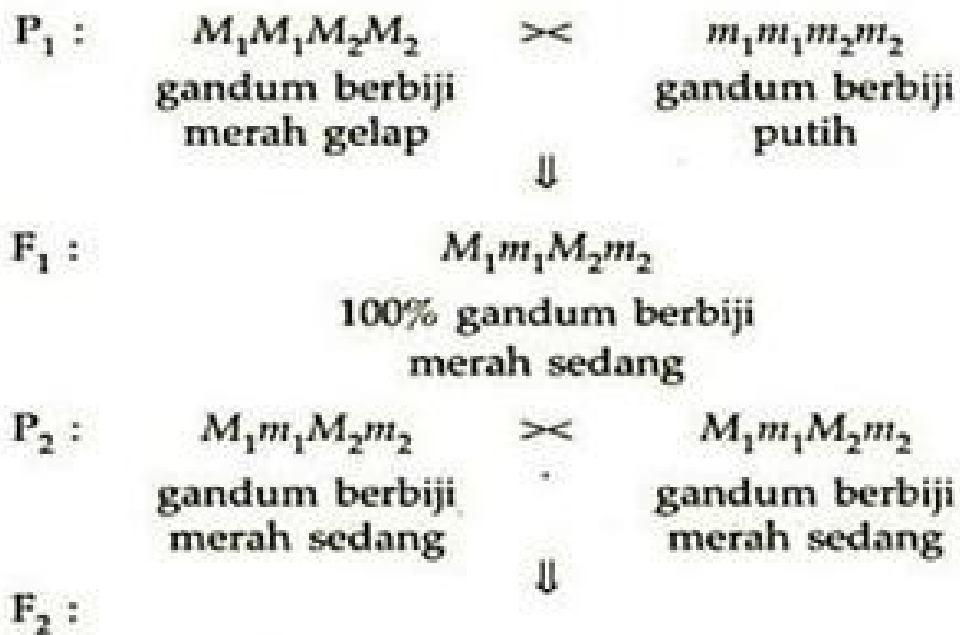 P₁ : M₁M₁M₂M₂ >< m₁m₁m₂m₂
gandum berbiji gandum berbiji
merah gelap putih
⇓
F₁ : M₁m₁M₂m₂
100% gandum berbiji
merah sedang
P₂ : M₁m₁M₂m₂ >< M₁m₁M₂m₂
gandum berbiji gandum berbiji
merah sedang merah sedang
⇓
F₂ :